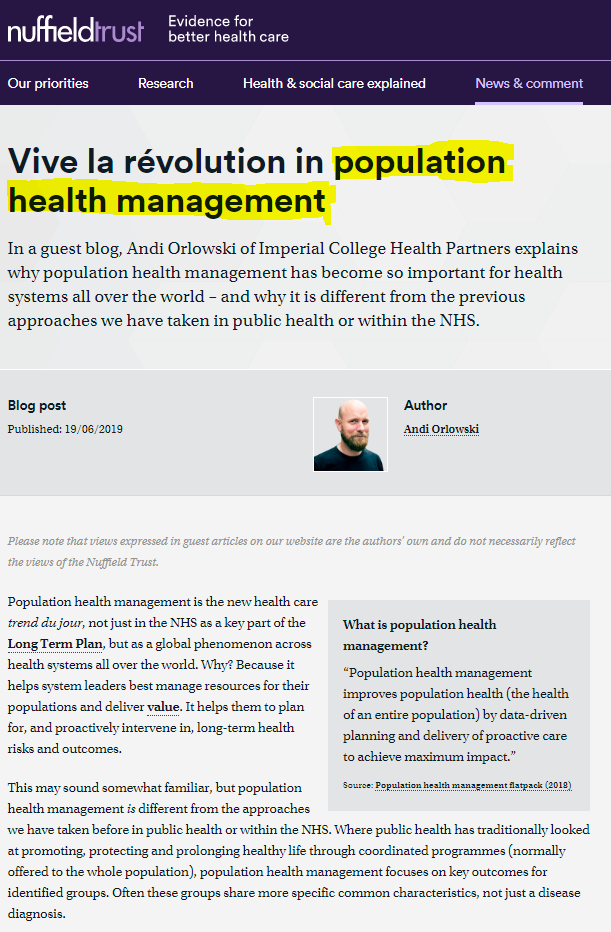 nuffieldtrust
Evidence for
better health care
Our priorities
Research
Health & social care explained
News & comment
Vive la révolution in population
health management
In a guest blog, Andi Orlowski of Imperial College Health Partners explains
why population health management has become so important for health
systems all over the world – and why it is different from the previous
approaches we have taken in public health or within the NHS.
Blog post
Published: 19/06/2019
Author
Andi Orlowski
Please note that views expressed in guest articles on our website are the authors' own and do not necessarily reflect
the views of the Nuffield Trust.
Population health management is the new health care
trend du jour, not just in the NHS as a key part of the
Long Term Plan, but as a global phenomenon across
health systems all over the world. Why? Because it
helps system leaders best manage resources for their
populations and deliver value. It helps them to plan
for, and proactively intervene in, long-term health
risks and outcomes.
What is population health
management?
“Population health management
improves population health (the health
of an entire population) by data-driven
planning and delivery of proactive care
to achieve maximum impact.”
Source: Population health management flatpack (2018)
This may sound somewhat familiar, but population
health management is different from the approaches
we have taken before in public health or within the NHS. Where public health has traditionally looked
at promoting, protecting and prolonging healthy life through coordinated programmes (normally
offered to the whole population), population health management focuses on key outcomes for
identified groups. Often these groups share more specific common characteristics, not just a disease
diagnosis.